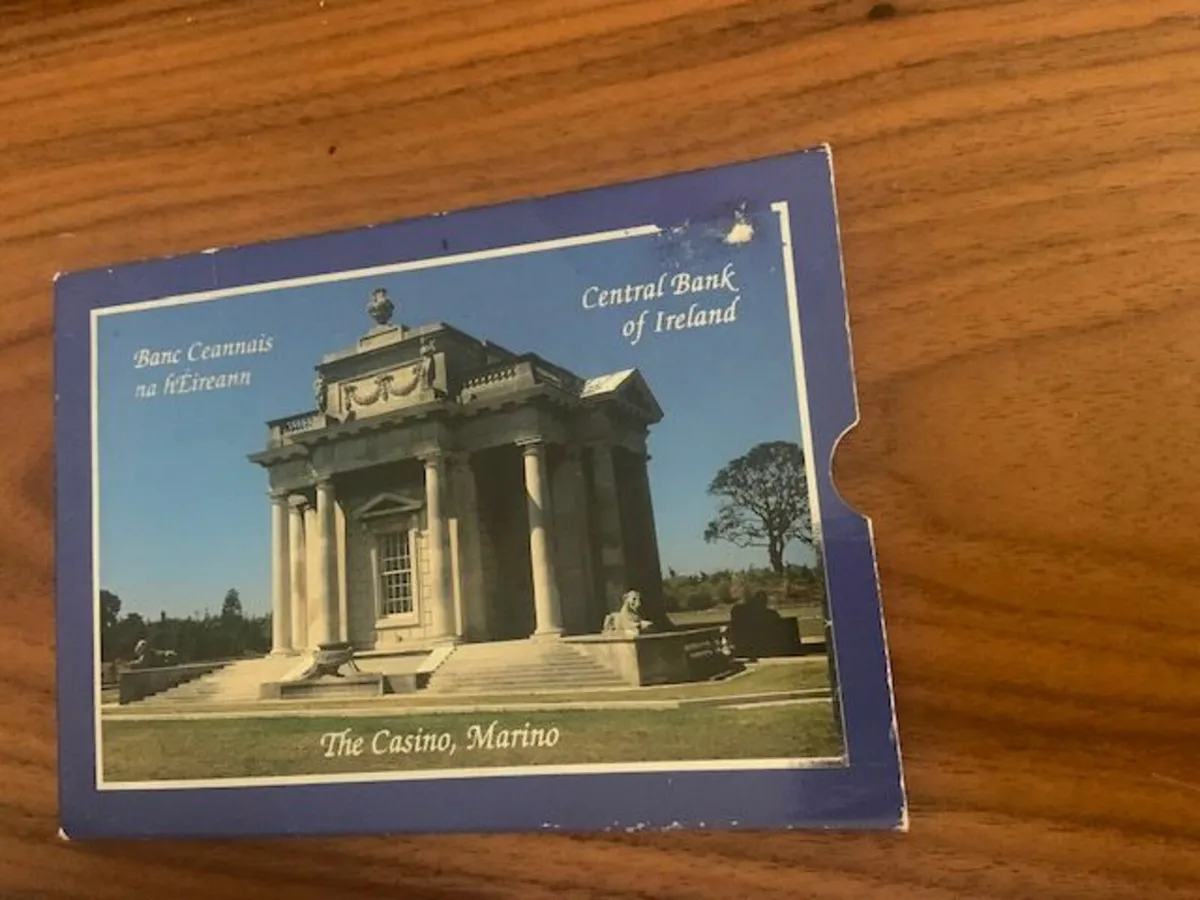 Banc Ceannais
na hÉireann
Central Bank
of Ireland
The Casino, Marino